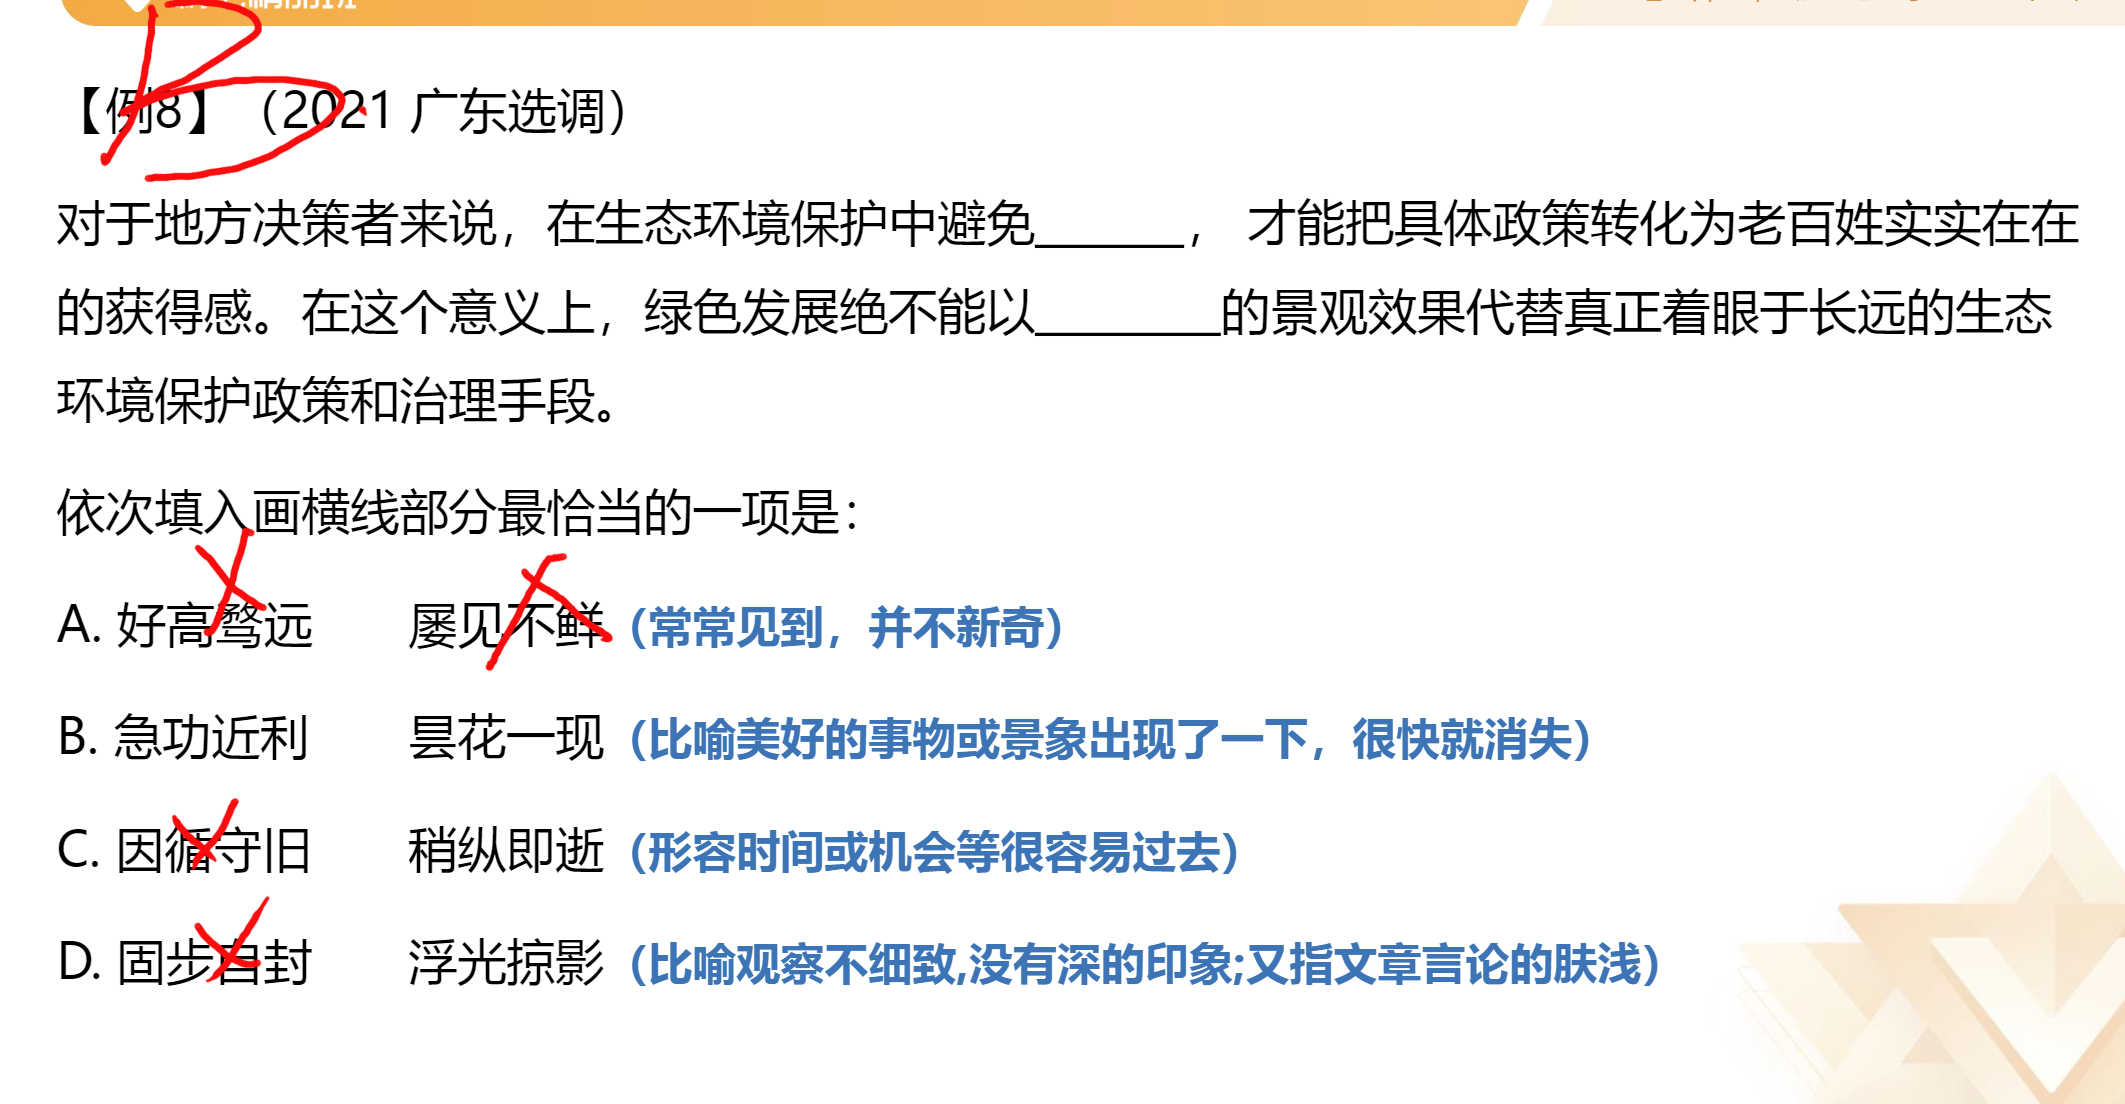 B
【例8】（2021 广东选调）
对于地方决策者来说，在生态环境保护中避免______， 才能把具体政策转化为老百姓实实在在
的获得感。在这个意义上，绿色发展绝不能以________的景观效果代替真正着眼于长远的生态
环境保护政策和治理手段。
依次填入画横线部分最恰当的一项是：
A. 好高骛远 屡见不鲜（常常见到，并不新奇）
B. 急功近利 昙花一现（比喻美好的事物或景象出现了一下，很快就消失）
C. 因循守旧 稍纵即逝（形容时间或机会等很容易过去）
D. 固步自封 浮光掠影（比喻观察不细致,没有深的印象;又指文章言论的肤浅）